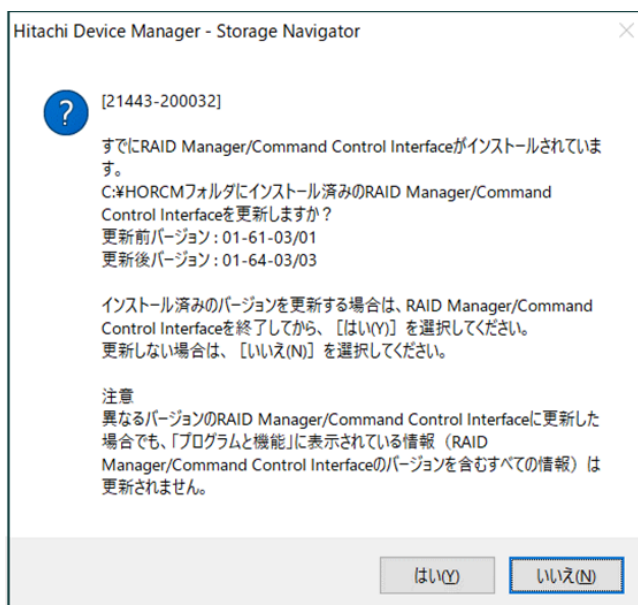 Hitachi Device Manager - Storage Navigator
[21443-200032]
すでにRAID Manager/Command Control Interfaceがインストールされていま
す。
C:¥HORCMフォルダにインストール済みのRAID Manager/Command
Control Interfaceを更新しますか?
更新前バージョン : 01-61-03/01
更新後バージョン : 01-64-03/03
インストール済みのバージョンを更新する場合は、RAID Manager/Command
Control Interfaceを終了してから、[はい(Y)] を選択してください。
更新しない場合は、[いいえ(N)] を選択してください。
注意
異なるバージョンのRAID Manager/Command Control Interfaceに更新した
場合でも、「プログラムと機能」に表示されている情報(RAID
Manager/Command Control Interfaceのバージョンを含むすべての情報)は
更新されません。
はい(Y)
いいえ(N)